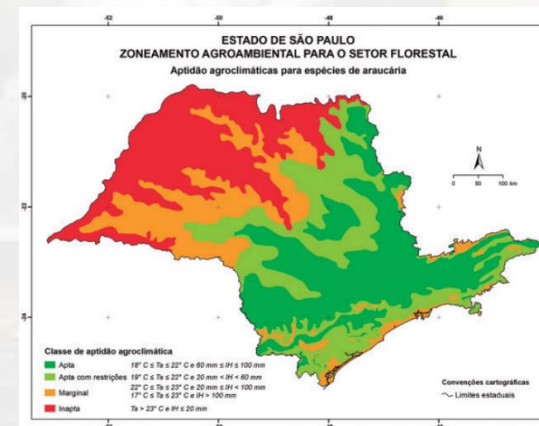 ESTADO DE SÃO PAULO
ZONEAMENTO AGROAMBIENTAL PARA O SETOR FLORESTAL
Aptidão agroclimáticas para espécies de araucária
N
0 50 100 km
Classe de aptidão agroclimática
Apta 18° C ≤ Ta ≤ 22° C e 60 mm ≤ IH ≤ 100 mm
Apta com restrições 19° C ≤ Ta ≤ 22° C e 20 mm < IH < 60 mm
22° C ≤ Ta ≤ 23° C e 20 mm ≤ IH < 100 mm
Marginal 17° C ≤ Ta ≤ 23° C e IH > 100 mm
Inapta Ta > 23° C e IH ≤ 20 mm
Convenções cartográficas
Limites estaduais